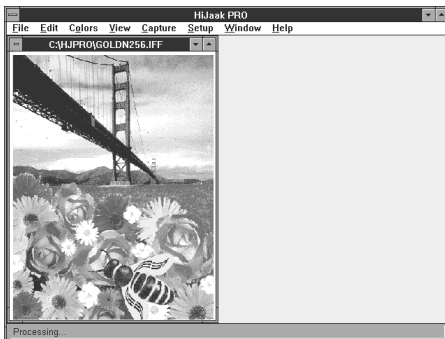 HiJaak PRO
File Edit Colors View Capture Setup Window Help
C:\HJPRO\GOLDN256.IFF
Processing...